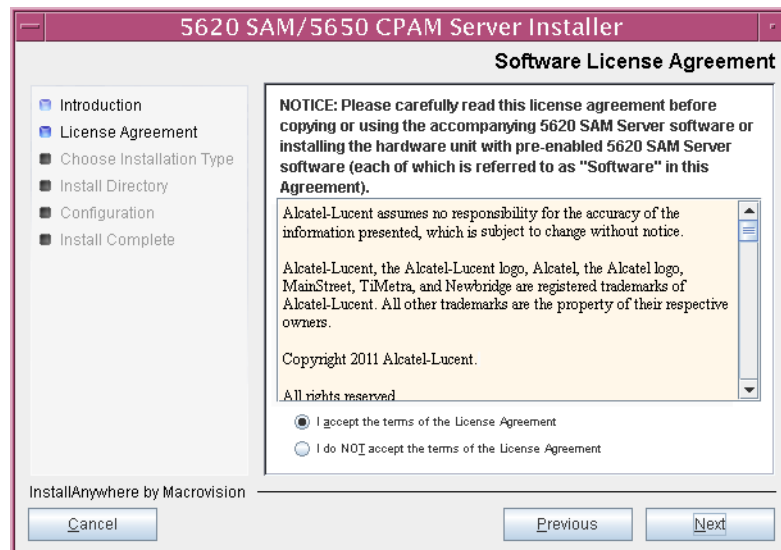 5620 SAM/5650 CPAM Server Installer
Software License Agreement
Introduction
License Agreement
Choose Installation Type
Install Directory
Configuration
Install Complete
NOTICE: Please carefully read this license agreement before
copying or using the accompanying 5620 SAM Server software or
installing the hardware unit with pre-enabled 5620 SAM Server
software (each of which is referred to as "Software" in this
Agreement).
Alcatel-Lucent assumes no responsibility for the accuracy of the
information presented, which is subject to change without notice.
Alcatel-Lucent, the Alcatel-Lucent logo, Alcatel, the Alcatel logo,
MainStreet, TiMetra, and Newbridge are registered trademarks of
Alcatel-Lucent. All other trademarks are the property of their respective
owners.
Copyright 2011 Alcatel-Lucent.
All rights reserved
I accept the terms of the License Agreement
I do NOT accept the terms of the License Agreement
InstallAnywhere by Macrovision
Cancel
Previous
Next